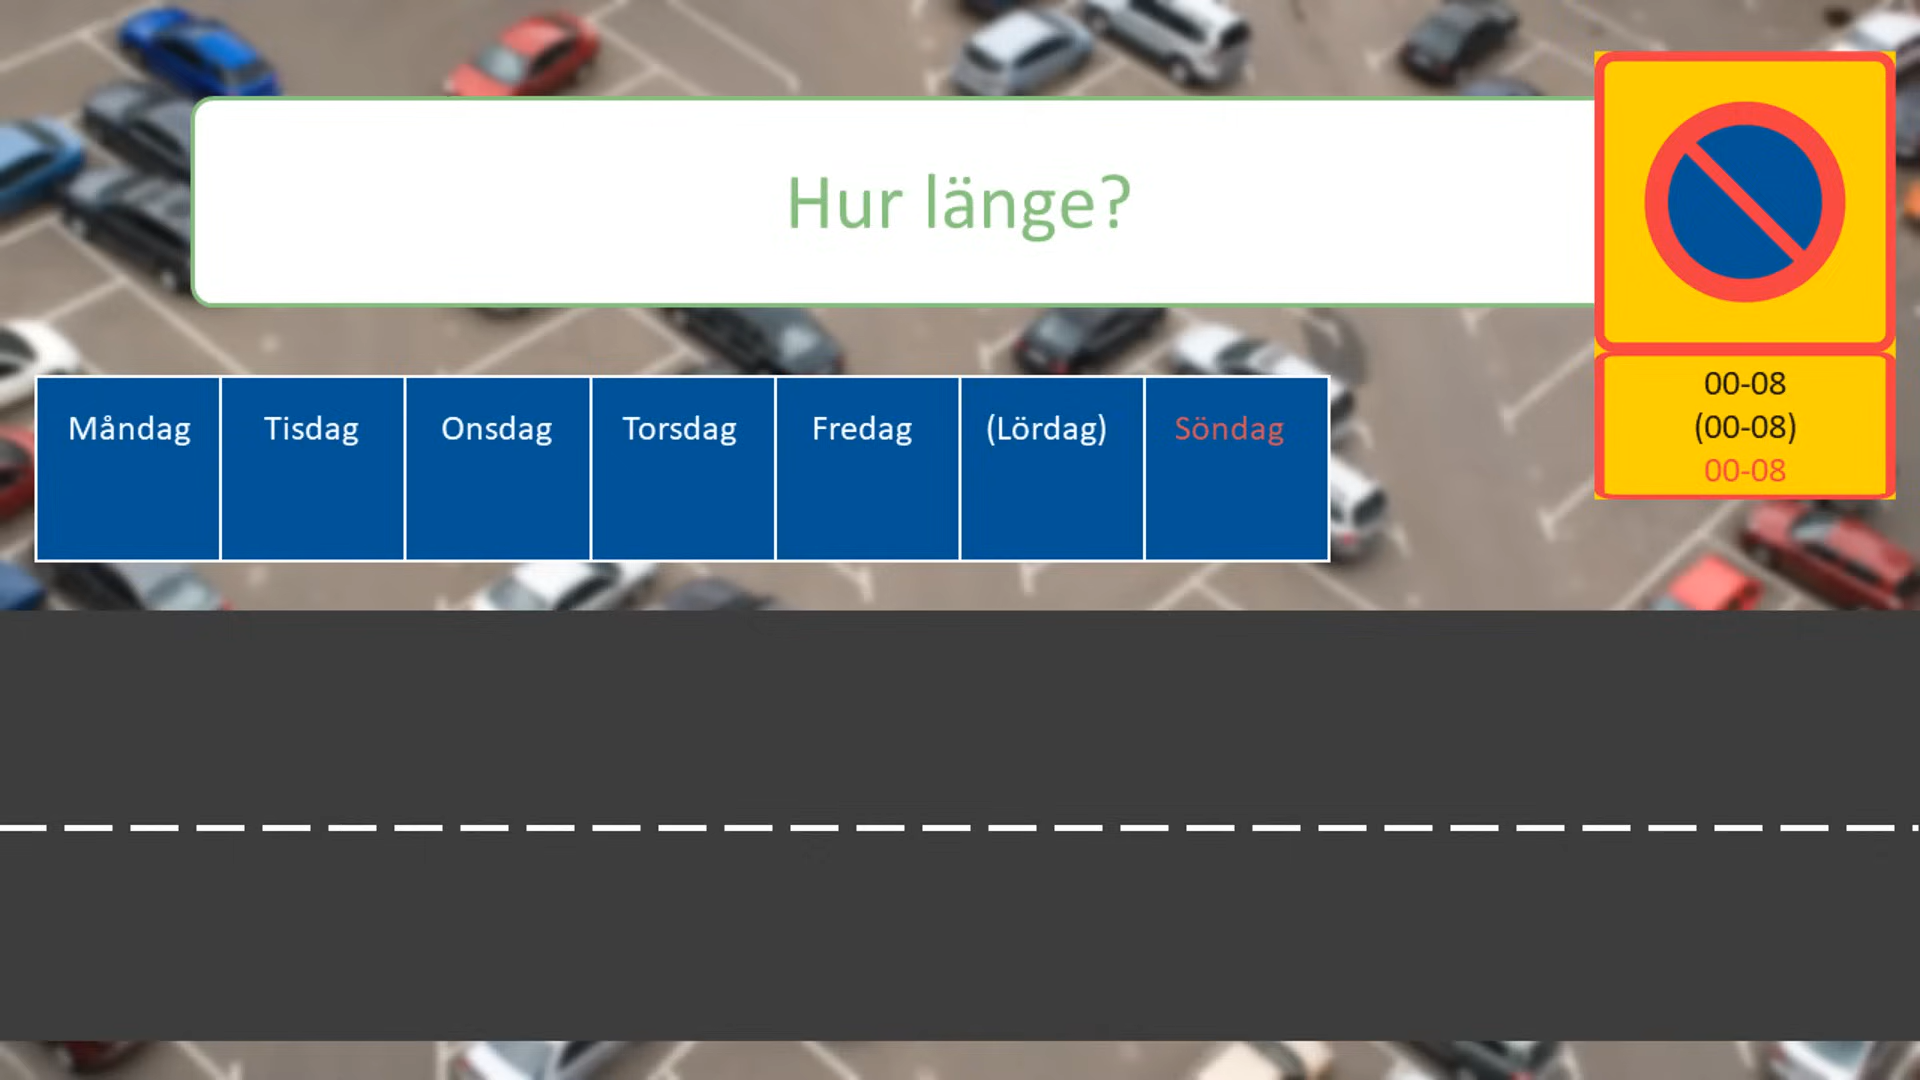 Hur länge?
00-08
(00-08)
00-08
Måndag Tisdag Onsdag Torsdag Fredag (Lördag) Söndag